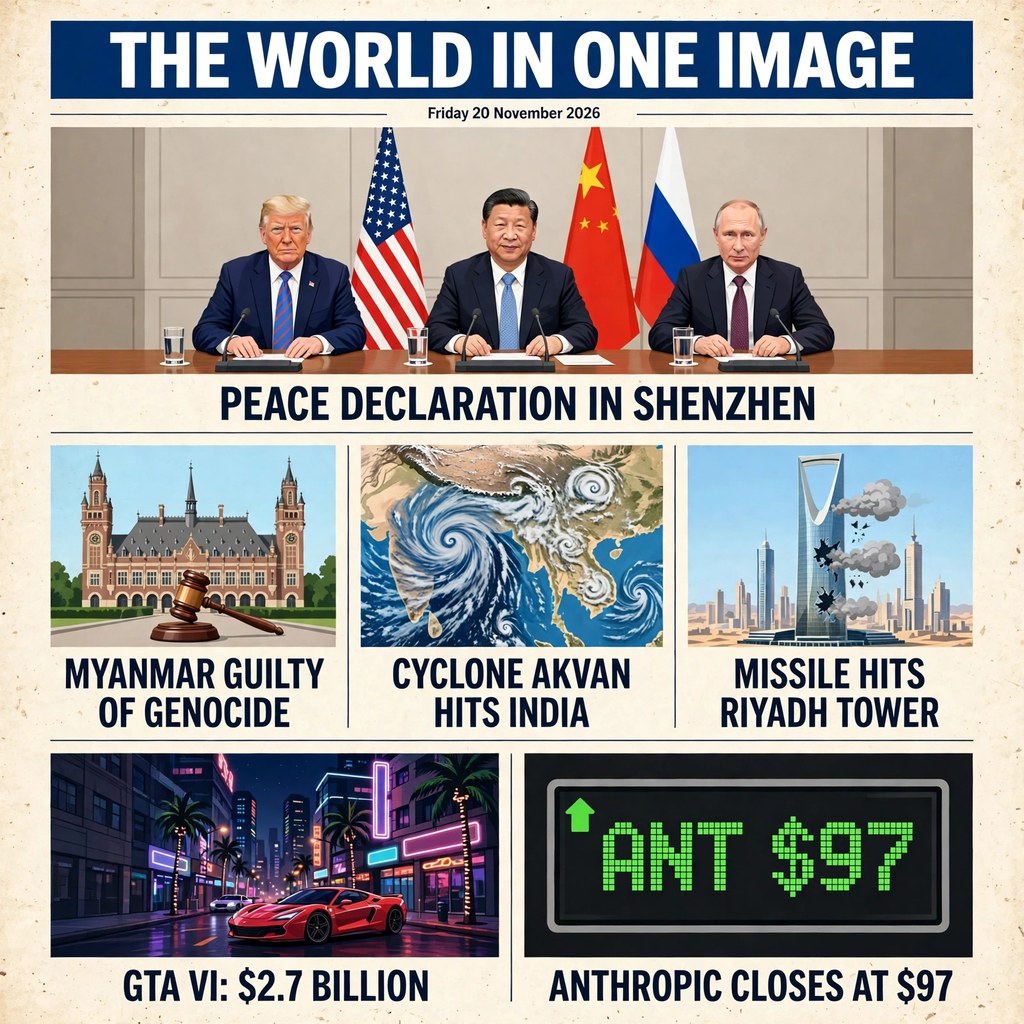 THE WORLD IN ONE IMAGE
Friday 20 November 2026
PEACE DECLARATION IN SHENZHEN
MYANMAR GUILTY
OF GENOCIDE
CYCLONE AKVAN
HITS INDIA
MISSILE HITS
RIYADH TOWER
GTA VI: $2.7 BILLION
ANT $97
ANTHROPIC CLOSES AT $97